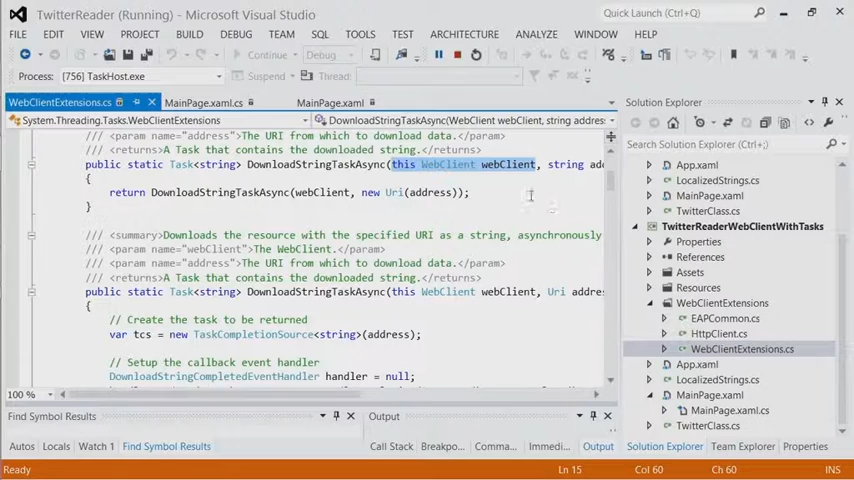 TwitterReader (Running) - Microsoft Visual Studio
Quick Launch (Ctrl+Q)
FILE EDIT VIEW PROJECT BUILD DEBUG TEAM SQL TOOLS TEST ARCHITECTURE ANALYZE WINDOW HELP
Continue Debug
Process: [756] TaskHost.exe Suspend Thread:
WebClientExtensions.cs MainPage.xaml.cs MainPage.xaml
System.Threading.Tasks.WebClientExtensions DownloadStringTaskAsync(WebClient webClient, string address
/// <param name="address">The URI from which to download data.</param>
/// <returns>A Task that contains the downloaded string.</returns>
public static Task<string> DownloadStringTaskAsync(this WebClient webClient, string ad
{
return DownloadStringTaskAsync(webClient, new Uri(address));
}
/// <summary>Downloads the resource with the specified URI as a string, asynchronously
/// <param name="webClient">The WebClient.</param>
/// <param name="address">The URI from which to download data.</param>
/// <returns>A Task that contains the downloaded string.</returns>
public static Task<string> DownloadStringTaskAsync(this WebClient webClient, Uri addre
{
// Create the task to be returned
var tcs = new TaskCompletionSource<string>(address);
// Setup the callback event handler
DownloadStringCompletedEventHandler handler = null;
100 %
Find Symbol Results
Output
Autos Locals Watch 1 Find Symbol Results
Call Stack Breakpo... Comma... Immedi... Output
Solution Explorer
Search Solution Explorer (Ctrl+;)
App.xaml
LocalizedStrings.cs
MainPage.xaml
TwitterClass.cs
TwitterReaderWebClientWithTasks
Properties
References
Assets
Resources
WebClientExtensions
EAPCommon.cs
HttpClient.cs
WebClientExtensions.cs
App.xaml
LocalizedStrings.cs
MainPage.xaml
MainPage.xaml.cs
TwitterClass.cs
Solution Explorer Team Explorer Properties
Ready Ln 15 Col 60 Ch 60 INS